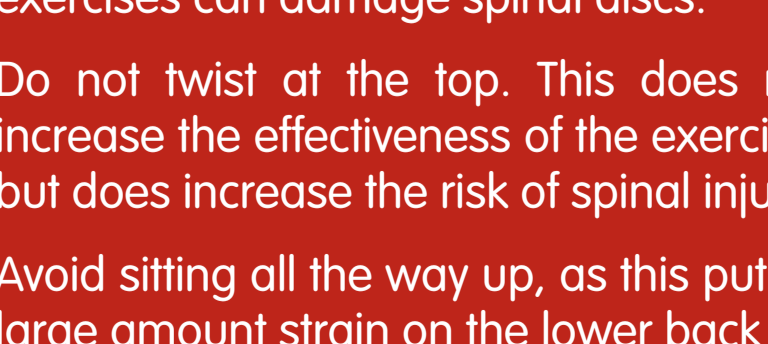 exercises can damage spinal discs.
Do not twist at the top. This does
increase the effectiveness of the exerci
but does increase the risk of spinal inju
Avoid sitting all the way up, as this put
large amount strain on the lower back